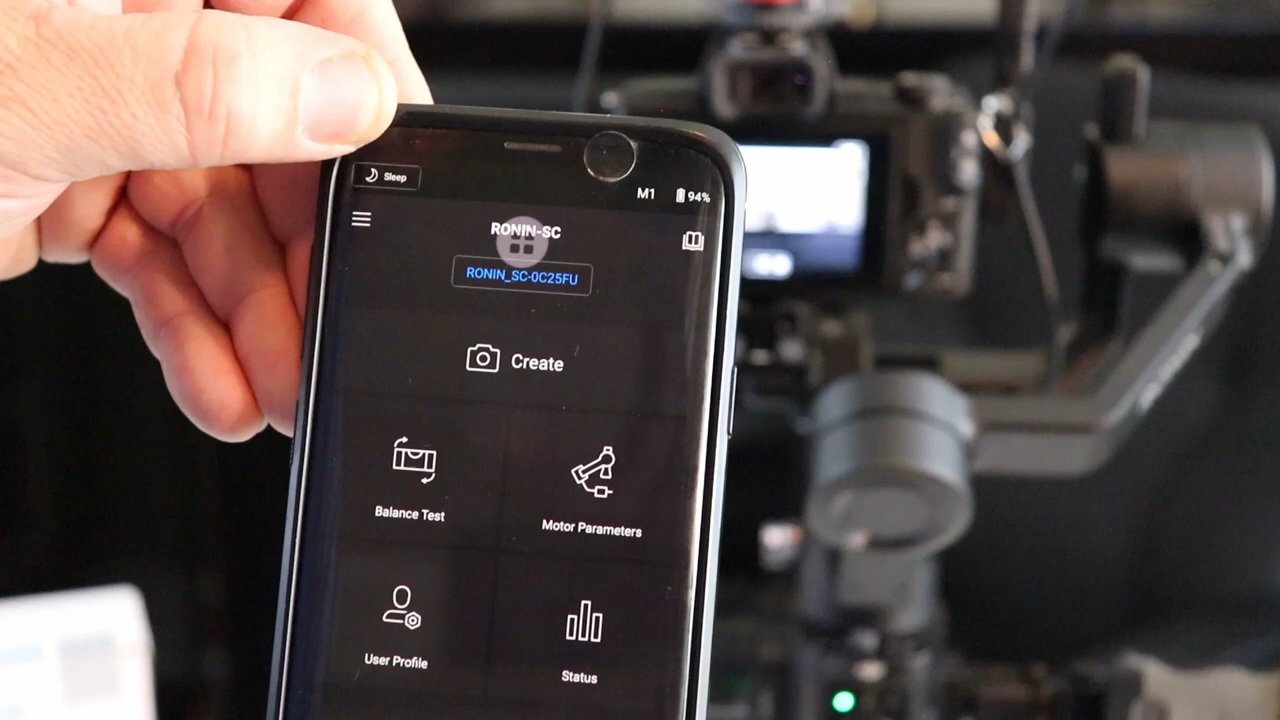 Sleep
M1 94%
RONIN-SC
RONIN_SC-0C25FU
Create
Balance Test
Motor Parameters
User Profile
Status